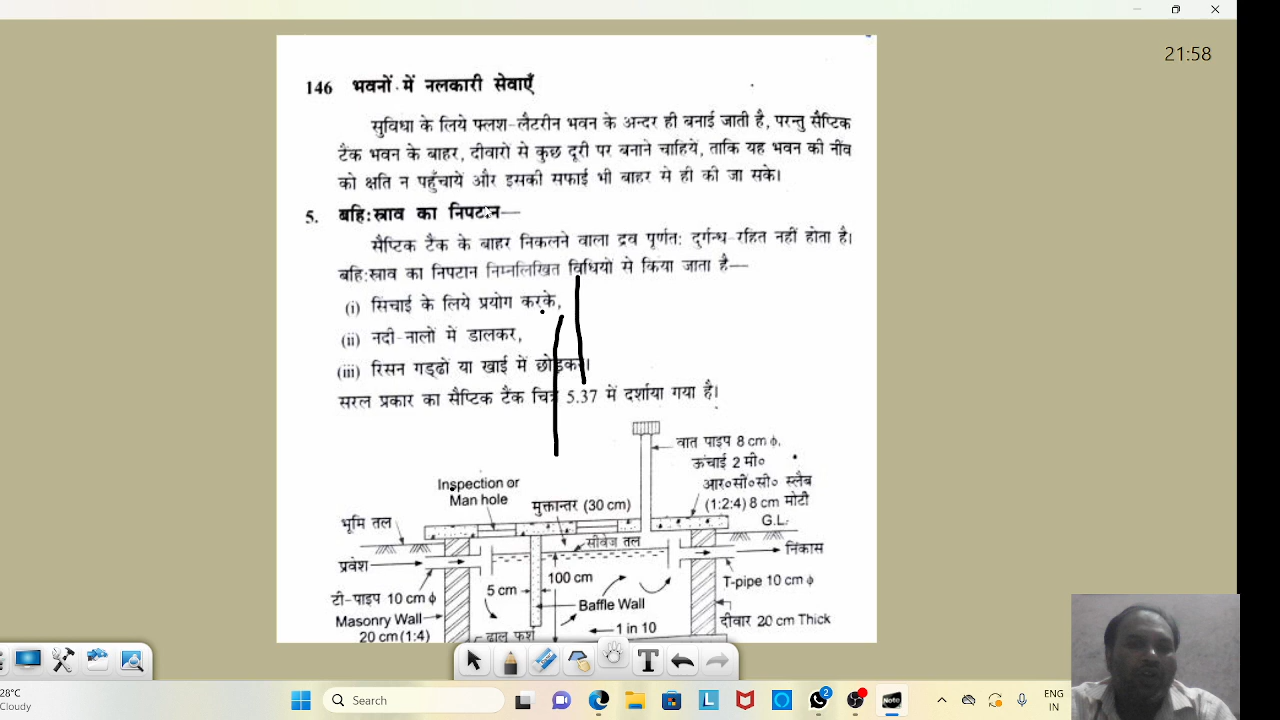 21:58
146 भवनों में नलकारी सेवाएँ
सुविधा के लिये फ्लश-लैटरीन भवन के अन्दर ही बनाई जाती है, परन्तु सैप्टिक
टैंक भवन के बाहर, दीवारों से कुछ दूरी पर बनाने चाहिये, ताकि यह भवन की नींव
को क्षति न पहुँचायें और इसकी सफाई भी बाहर से ही की जा सके।
5. बहि:स्राव का निपटान—
सैप्टिक टैंक के बाहर निकलने वाला द्रव पूर्णत: दुर्गन्ध-रहित नहीं होता है।
बहि:स्राव का निपटान निम्नलिखित विधियों से किया जाता है—
(i) सिंचाई के लिये प्रयोग करके,
(ii) नदी-नालों में डालकर,
(iii) रिसन गड्ढों या खाई में छोड़कर।
सरल प्रकार का सैप्टिक टैंक चित्र 5.37 में दर्शाया गया है।
वात पाइप 8 cm ϕ.
ऊंचाई 2 मी०
आर०सी०सी० स्लैब
(1:2:4) 8 cm मोटी
G.L.
Inspection or
Man hole
मुक्तान्तर (30 cm)
भूमि तल
सीवेज तल
निकास
प्रवेश
100 cm
5 cm
T-pipe 10 cm ϕ
टी-पाइप 10 cm ϕ
Baffle Wall
Masonry Wall
दीवार 20 cm Thick
20 cm (1:4)
ढालू फर्श
1 in 10
T
28°C
Cloudy
Search
L
2
Note
ENG
IN